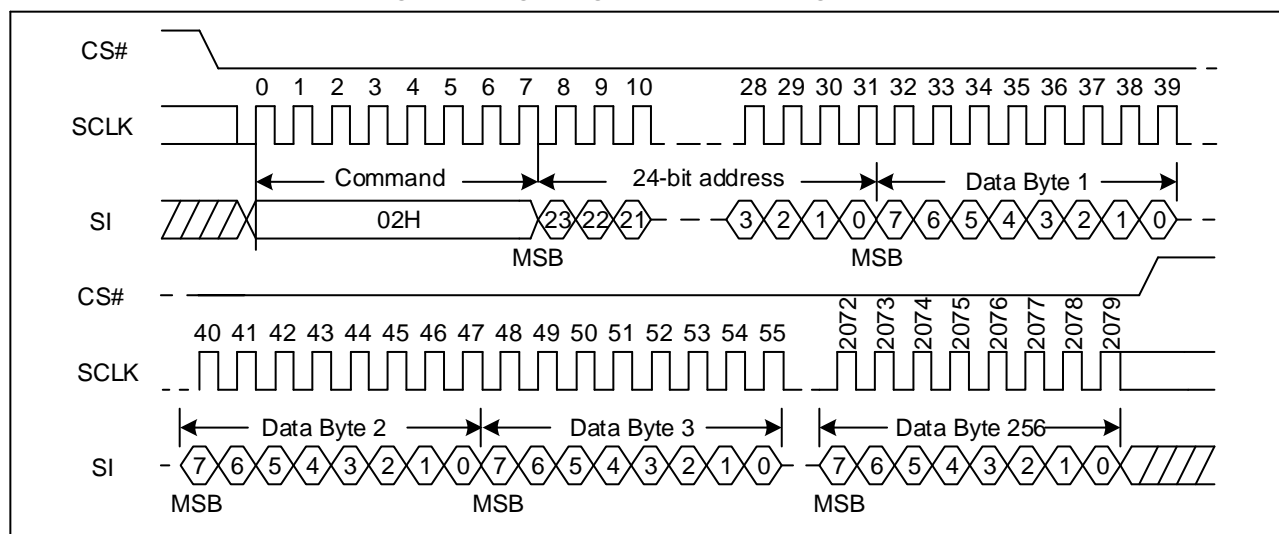 CS#
0 1 2 3 4 5 6 7 8 9 10 28 29 30 31 32 33 34 35 36 37 38 39
SCLK
Command 24-bit address Data Byte 1
SI 02H 23 22 21 3 2 1 0 7 6 5 4 3 2 1 0
MSB MSB
CS#
40 41 42 43 44 45 46 47 48 49 50 51 52 53 54 55 2072 2073 2074 2075 2076 2077 2078 2079
SCLK
Data Byte 2 Data Byte 3 Data Byte 256
SI 7 6 5 4 3 2 1 0 7 6 5 4 3 2 1 0 7 6 5 4 3 2 1 0
MSB MSB MSB